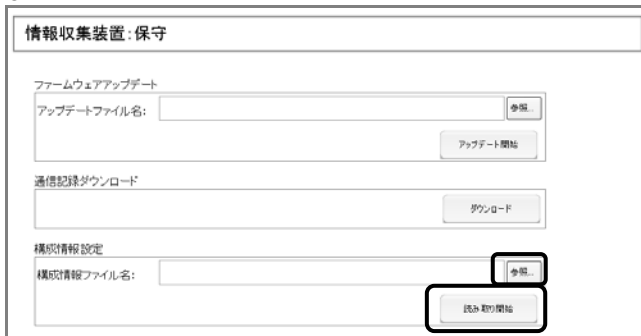 情報収集装置:保守
ファームウェアアップデート
アップデートファイル名: 参照...
アップデート開始
通信記録ダウンロード
ダウンロード
構成情報設定
構成情報ファイル名: 参照...
読み取り開始